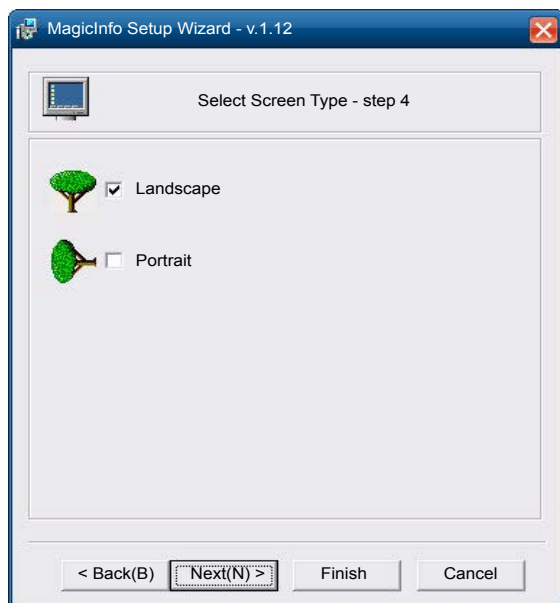 MagicInfo Setup Wizard - v.1.12
Select Screen Type - step 4
Landscape
Portrait
< Back(B) Next(N) > Finish Cancel